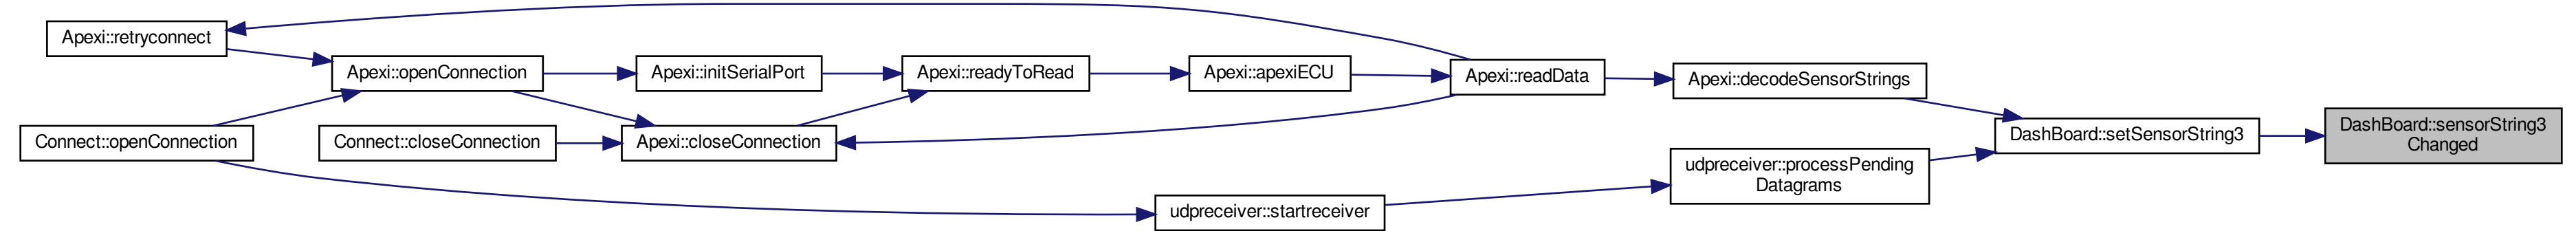 Apexi::retryconnect
Apexi::openConnection
Apexi::initSerialPort
Apexi::readyToRead
Apexi::apexiECU
Apexi::readData
Apexi::decodeSensorStrings
DashBoard::sensorString3
Changed
Connect::openConnection
Connect::closeConnection
Apexi::closeConnection
DashBoard::setSensorString3
udpreceiver::processPending
Datagrams
udpreceiver::startreceiver